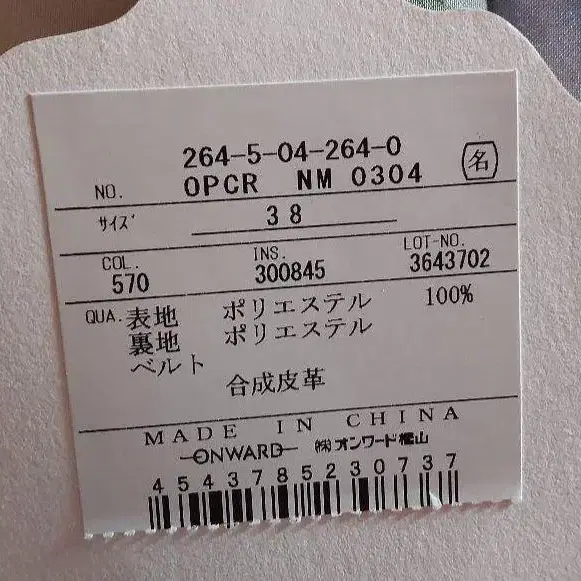 264-5-04-264-0
NO. OPCR NM 0304 名
サイズ 38
COL. INS. LOT-NO.
570 300845 3643702
QUA. 表地 ポリエステル 100%
裏地 ポリエステル
ベルト
合成皮革
MADE IN CHINA
ONWARD ㈱オンワード樫山
4543785230737